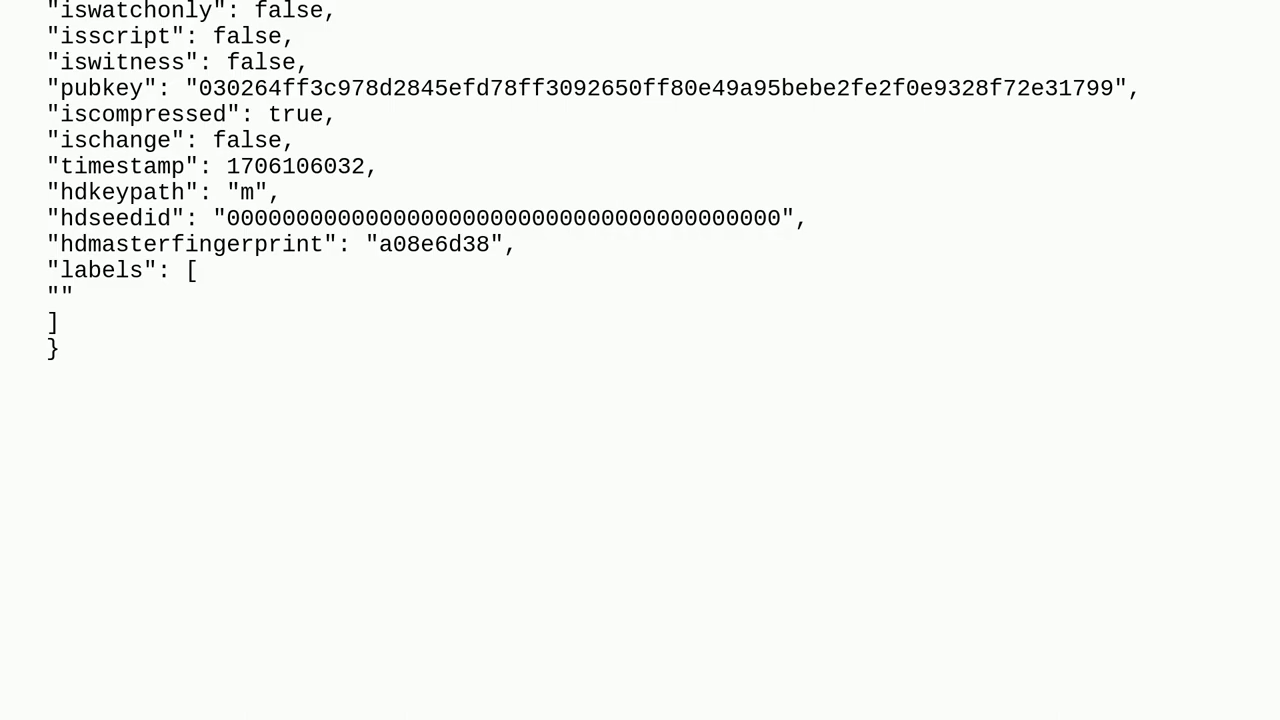 "iswatchonly": false,
"isscript": false,
"iswitness": false,
"pubkey": "030264ff3c978d2845efd78ff3092650ff80e49a95bebe2fe2f0e9328f72e31799",
"iscompressed": true,
"ischange": false,
"timestamp": 1706106032,
"hdkeypath": "m",
"hdseedid": "0000000000000000000000000000000000000000",
"hdmasterfingerprint": "a08e6d38",
"labels": [
""
]
}